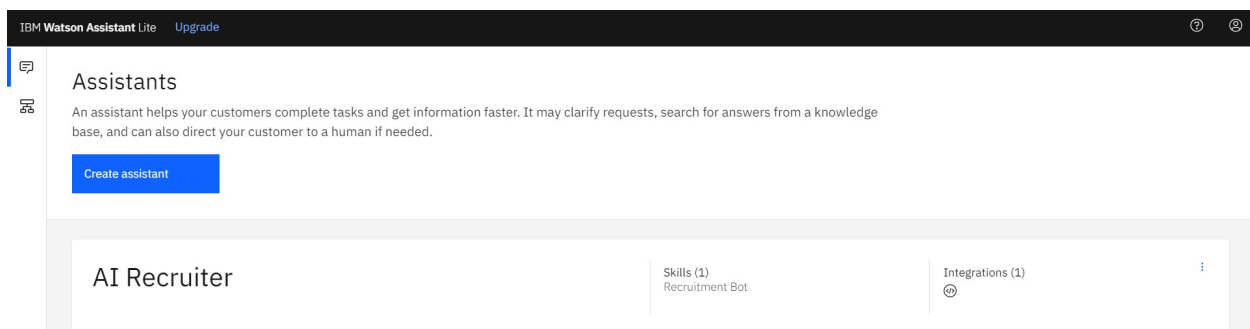 IBM Watson Assistant Lite Upgrade
Assistants
An assistant helps your customers complete tasks and get information faster. It may clarify requests, search for answers from a knowledge
base, and can also direct your customer to a human if needed.
Create assistant
AI Recruiter
Skills (1)
Recruitment Bot
Integrations (1)